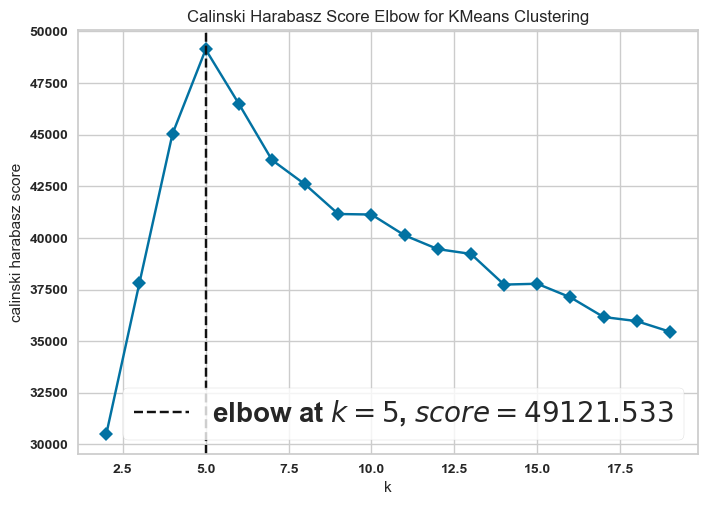 Calinski Harabasz Score Elbow for KMeans Clustering
50000
47500
45000
42500
40000
37500
35000
32500
30000
calinski harabasz score
elbow at k = 5, score = 49121.533
2.5 5.0 7.5 10.0 12.5 15.0 17.5
k